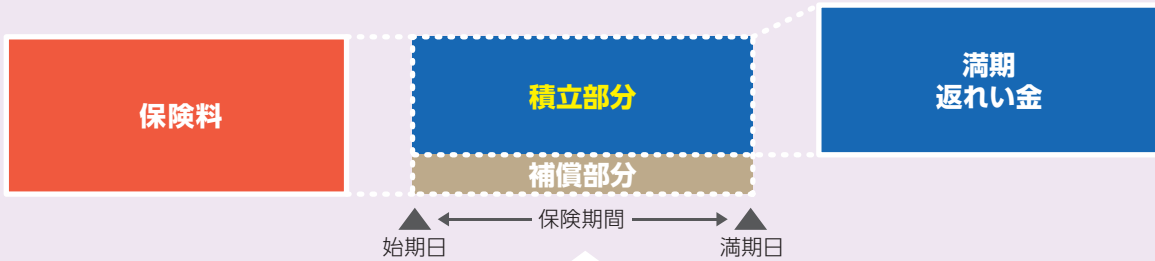 保険料
積立部分
補償部分
満期
返れい金
保険期間
始期日
満期日